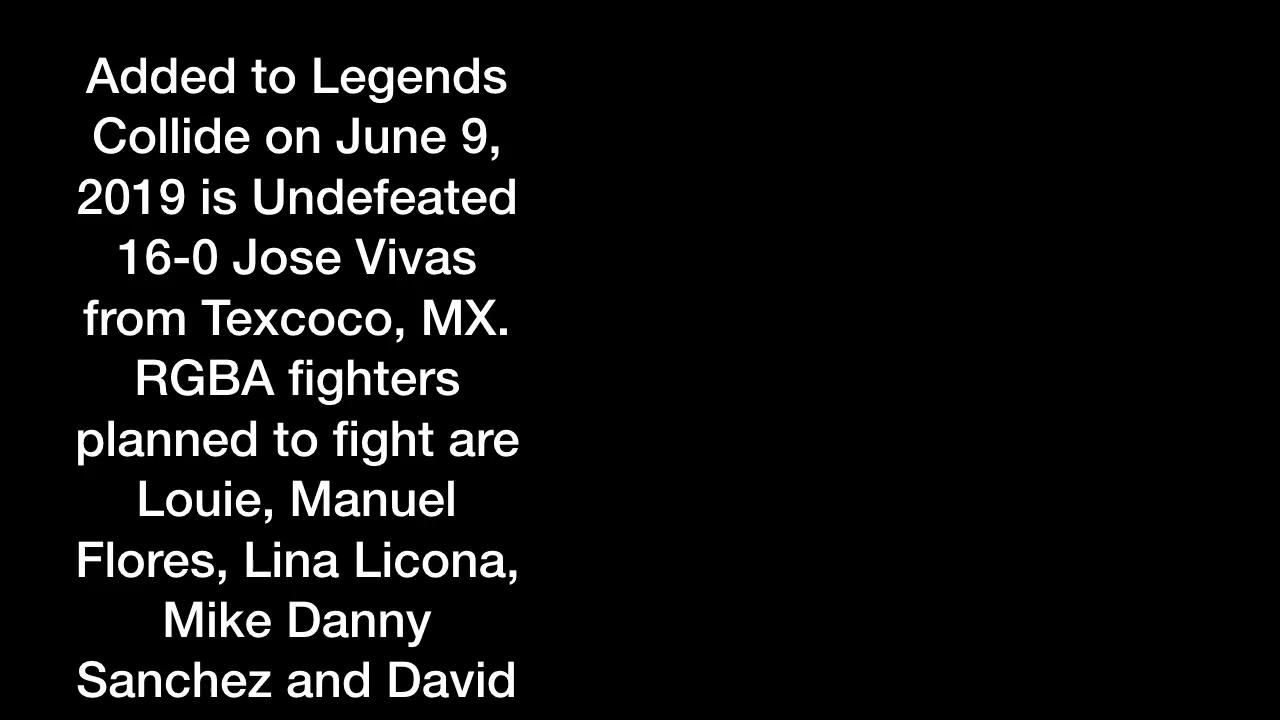 Added to Legends
Collide on June 9,
2019 is Undefeated
16-0 Jose Vivas
from Texcoco, MX.
RGBA fighters
planned to fight are
Louie, Manuel
Flores, Lina Licona,
Mike Danny
Sanchez and David